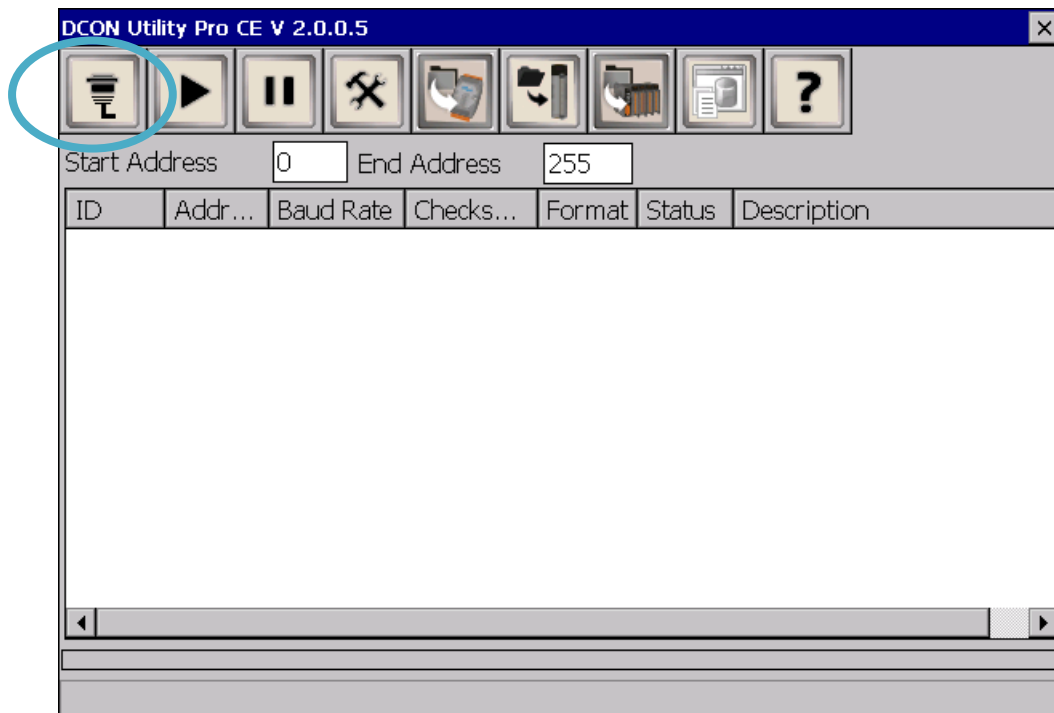 DCON Utility Pro CE V 2.0.0.5
?
Start Address 0 End Address 255
ID Addr... Baud Rate Checks... Format Status Description